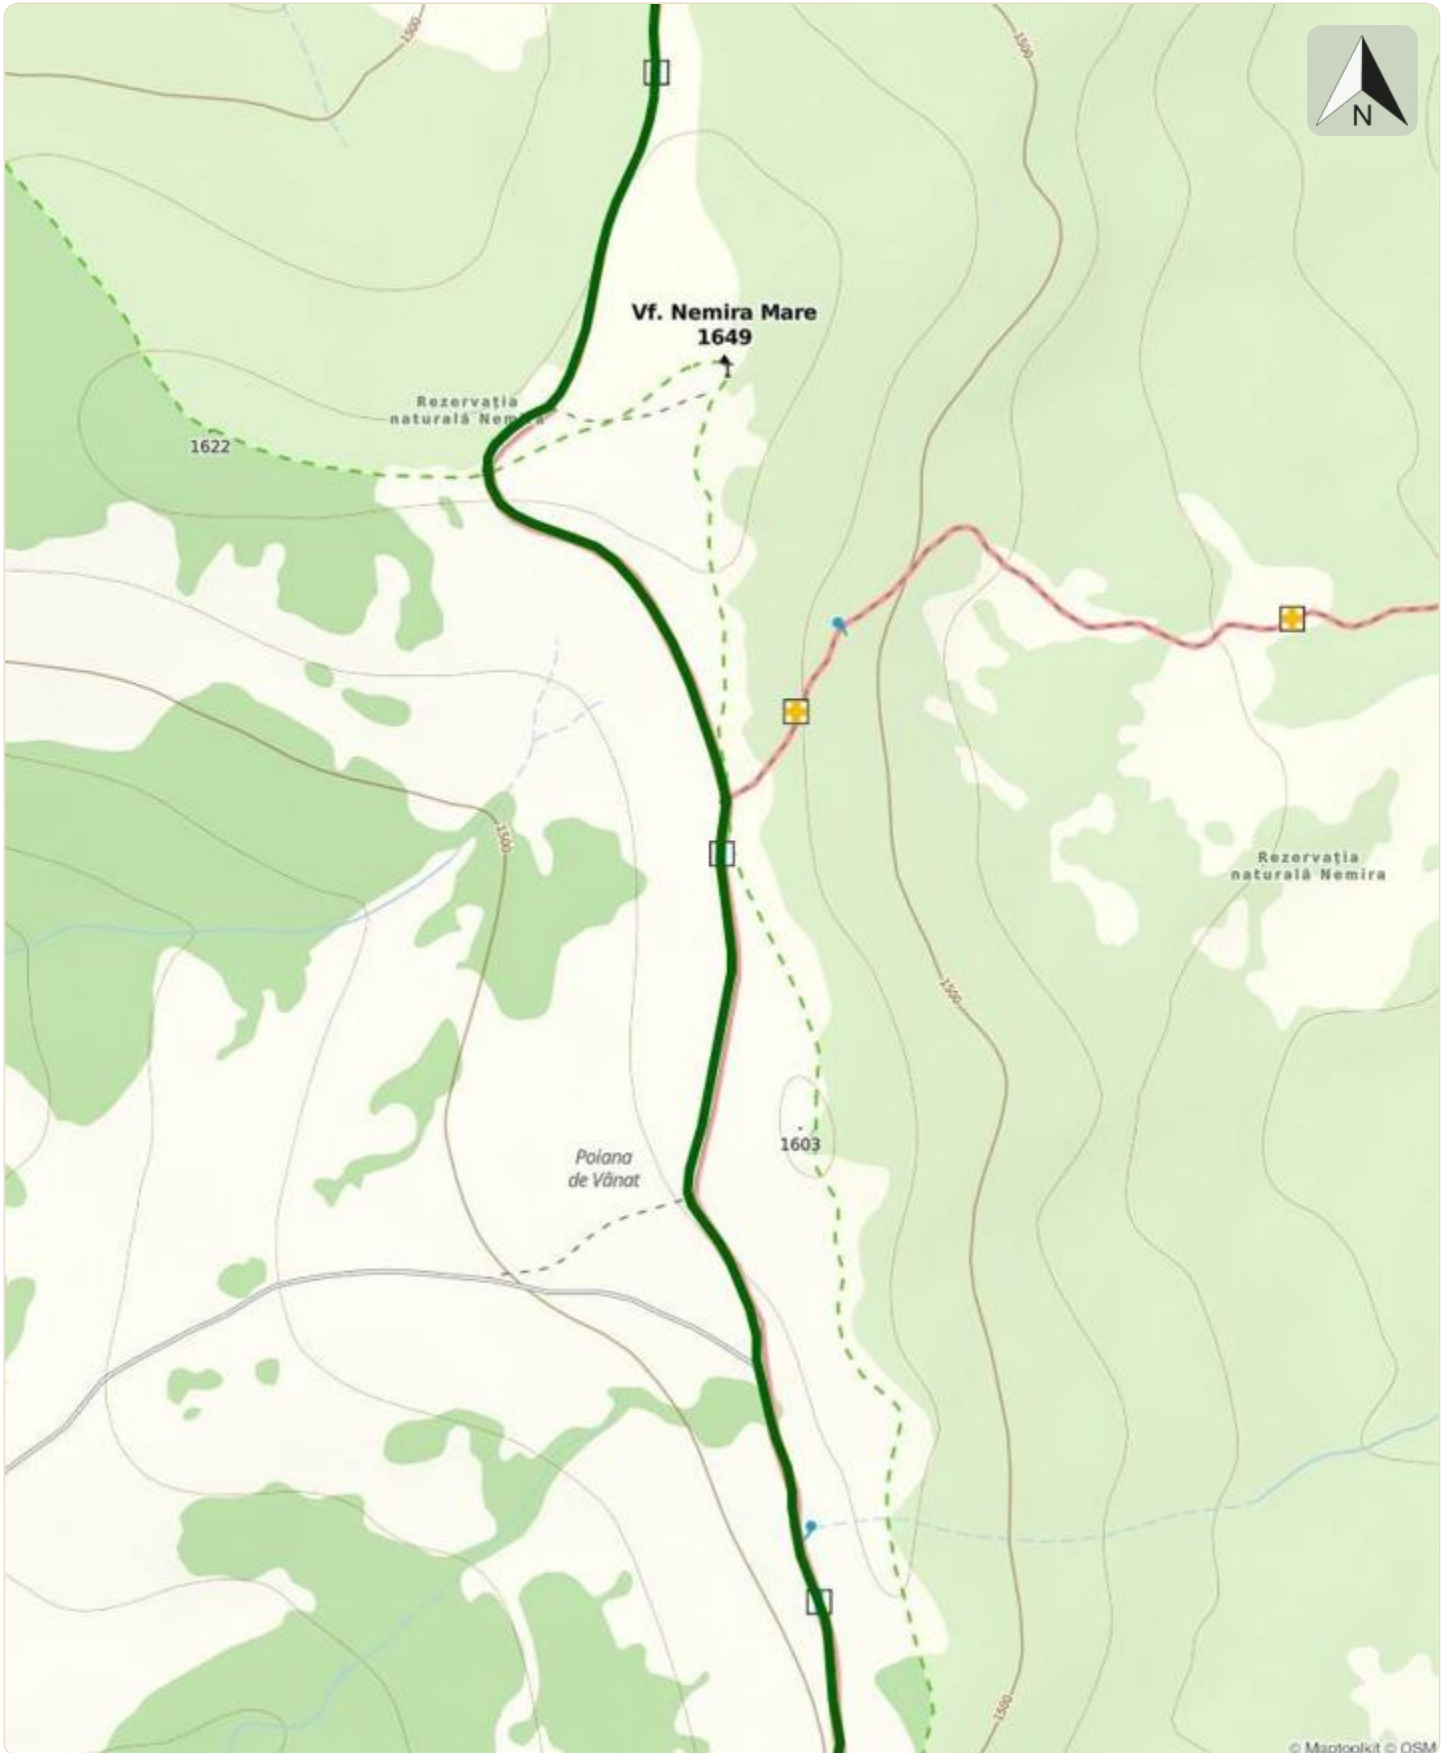 1500
1500
N
Vf. Nemira Mare
1649
Rezervația
naturală Nemira
1622
1500
Rezervația
naturală Nemira
1500
1603
Poiana
de Vânat
1500
© Maptoolkit © OSM